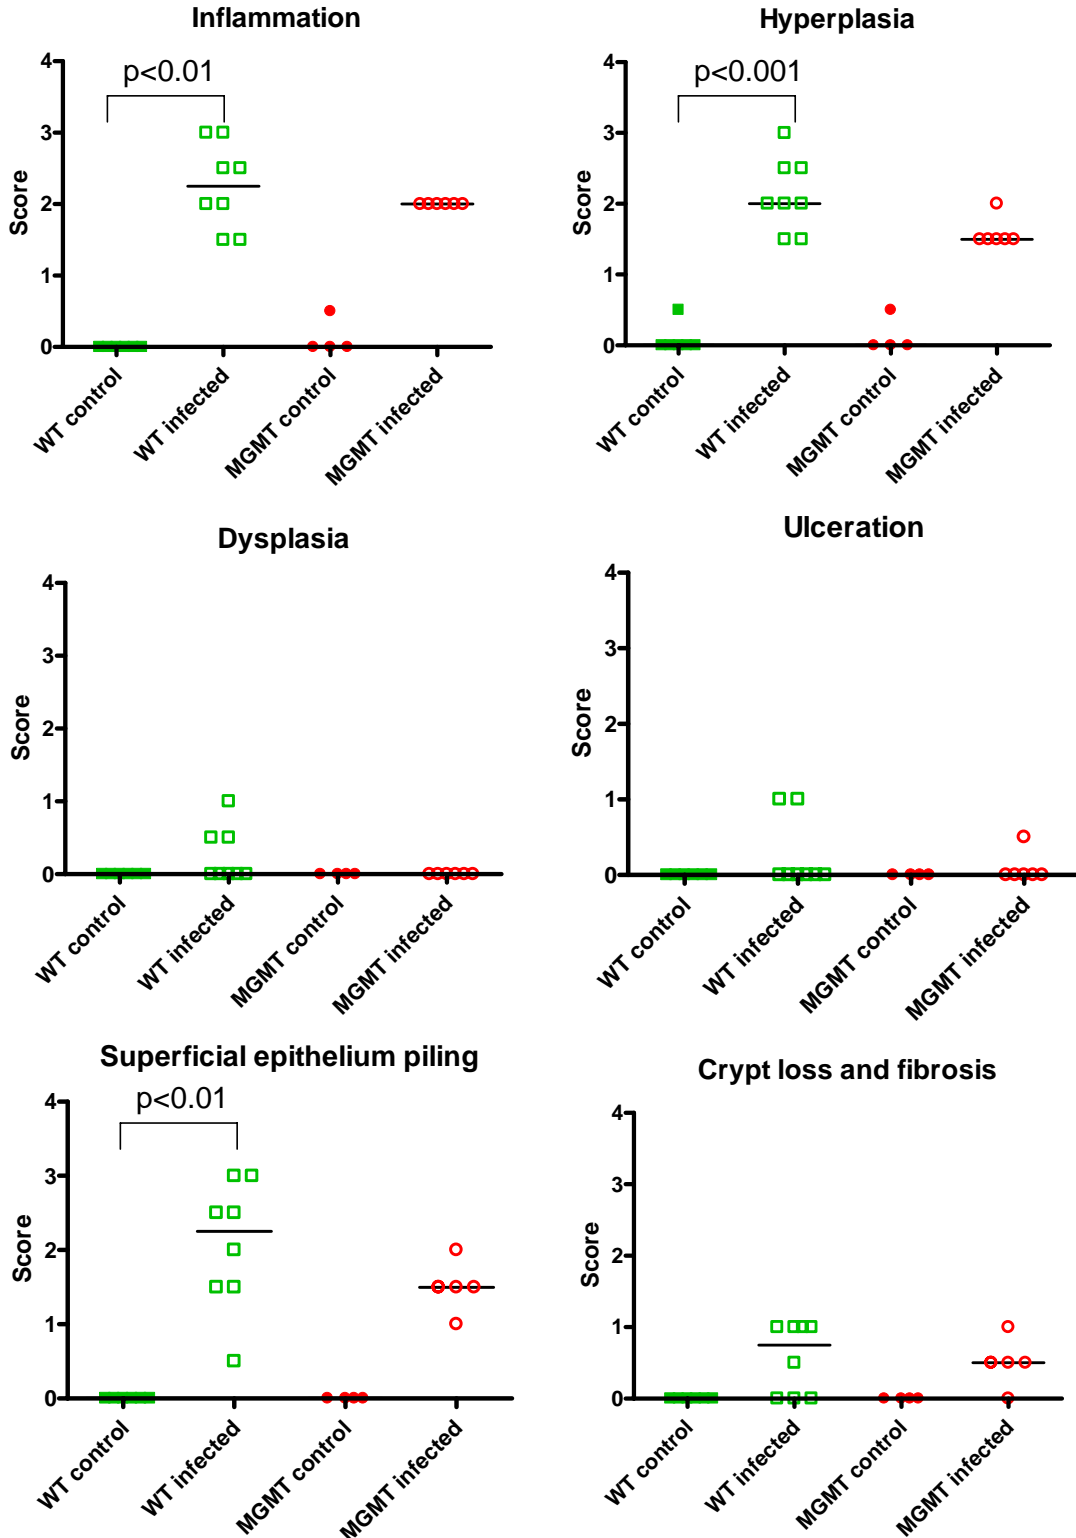 Inflammation
4
p<0.01
3
2
1
0
Score
WT control
WT infected
MGMT control
MGMT infected
Hyperplasia
4
p<0.001
3
2
1
0
Score
WT control
WT infected
MGMT control
MGMT infected
Dysplasia
4
3
2
1
0
Score
WT control
WT infected
MGMT control
MGMT infected
Ulceration
4
3
2
1
0
Score
WT control
WT infected
MGMT control
MGMT infected
Superficial epithelium piling
4
p<0.01
3
2
1
0
Score
WT control
WT infected
MGMT control
MGMT infected
Crypt loss and fibrosis
4
3
2
1
0
Score
WT control
WT infected
MGMT control
MGMT infected